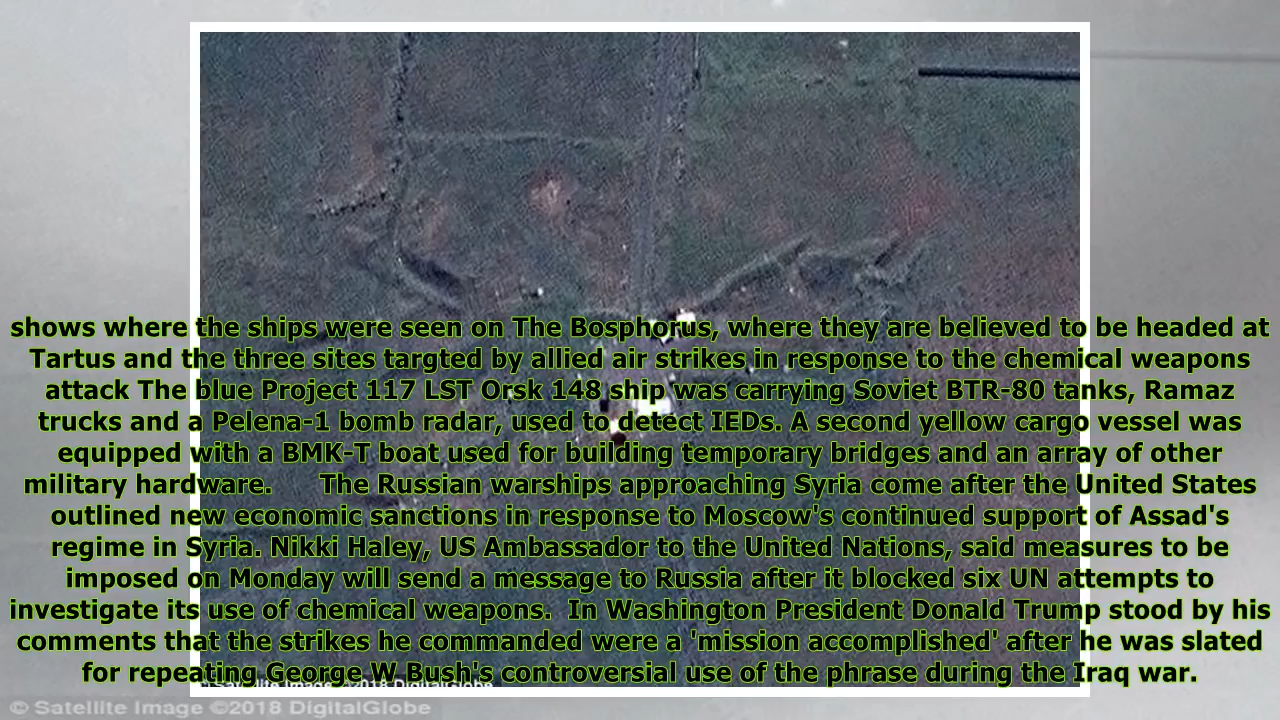 shows where the ships were seen on The Bosphorus, where they are believed to be headed at
Tartus and the three sites targted by allied air strikes in response to the chemical weapons
attack The blue Project 117 LST Orsk 148 ship was carrying Soviet BTR-80 tanks, Ramaz
trucks and a Pelena-1 bomb radar, used to detect IEDs. A second yellow cargo vessel was
equipped with a BMK-T boat used for building temporary bridges and an array of other
military hardware. The Russian warships approaching Syria come after the United States
outlined new economic sanctions in response to Moscow's continued support of Assad's
regime in Syria. Nikki Haley, US Ambassador to the United Nations, said measures to be
imposed on Monday will send a message to Russia after it blocked six UN attempts to
investigate its use of chemical weapons. In Washington President Donald Trump stood by his
comments that the strikes he commanded were a 'mission accomplished' after he was slated
for repeating George W Bush's controversial use of the phrase during the Iraq war.
Satellite Image ©2018 DigitalGlobe
© Satellite Image ©2018 DigitalGlobe